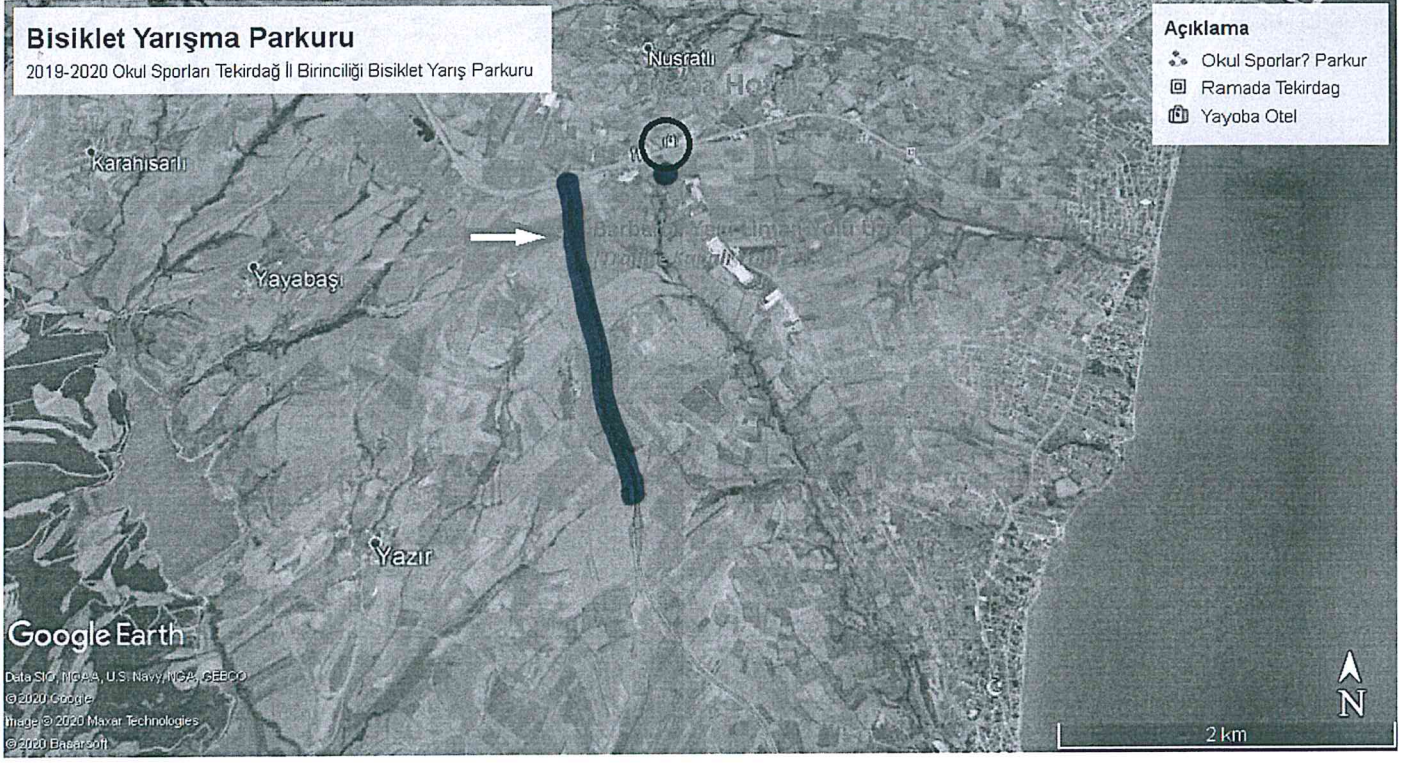 Bisiklet Yarışma Parkuru
2019-2020 Okul Sporları Tekirdağ İl Birinciliği Bisiklet Yarış Parkuru
Açıklama
Okul Sporlar? Parkur
Ramada Tekirdag
Yayoba Otel
Nusratlı
Karahısarlı
Yayabaşı
Yazır
Google Earth
Data SIO, NOAA, U.S. Navy, NGA, GEBCO
© 2020 Google
Image © 2020 Maxar Technologies
© 2020 Basarsoft
N
2 km